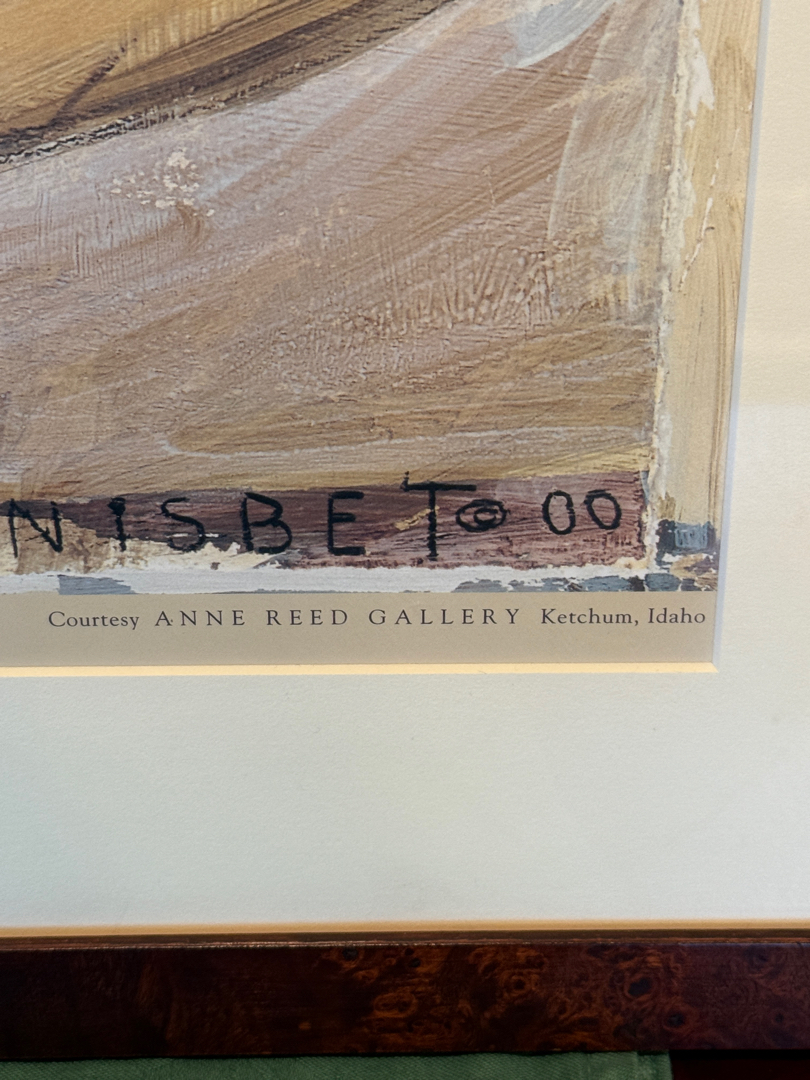 NISBET © 00
Courtesy ANNE REED GALLERY Ketchum, Idaho